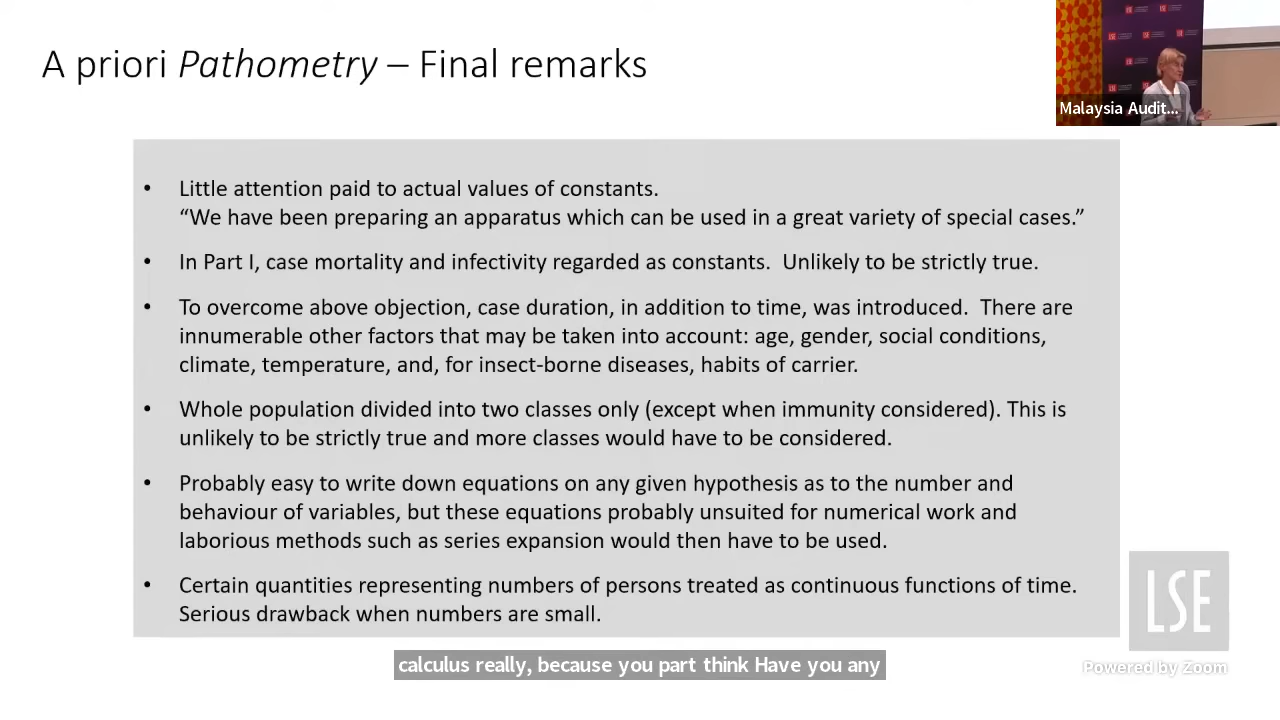 A priori Pathometry – Final remarks
Malaysia Audit...
• Little attention paid to actual values of constants.
“We have been preparing an apparatus which can be used in a great variety of special cases.”
• In Part I, case mortality and infectivity regarded as constants. Unlikely to be strictly true.
• To overcome above objection, case duration, in addition to time, was introduced. There are
innumerable other factors that may be taken into account: age, gender, social conditions,
climate, temperature, and, for insect-borne diseases, habits of carrier.
• Whole population divided into two classes only (except when immunity considered). This is
unlikely to be strictly true and more classes would have to be considered.
• Probably easy to write down equations on any given hypothesis as to the number and
behaviour of variables, but these equations probably unsuited for numerical work and
laborious methods such as series expansion would then have to be used.
• Certain quantities representing numbers of persons treated as continuous functions of time.
Serious drawback when numbers are small.
LSE
Powered by Zoom
calculus really, because you part think Have you any